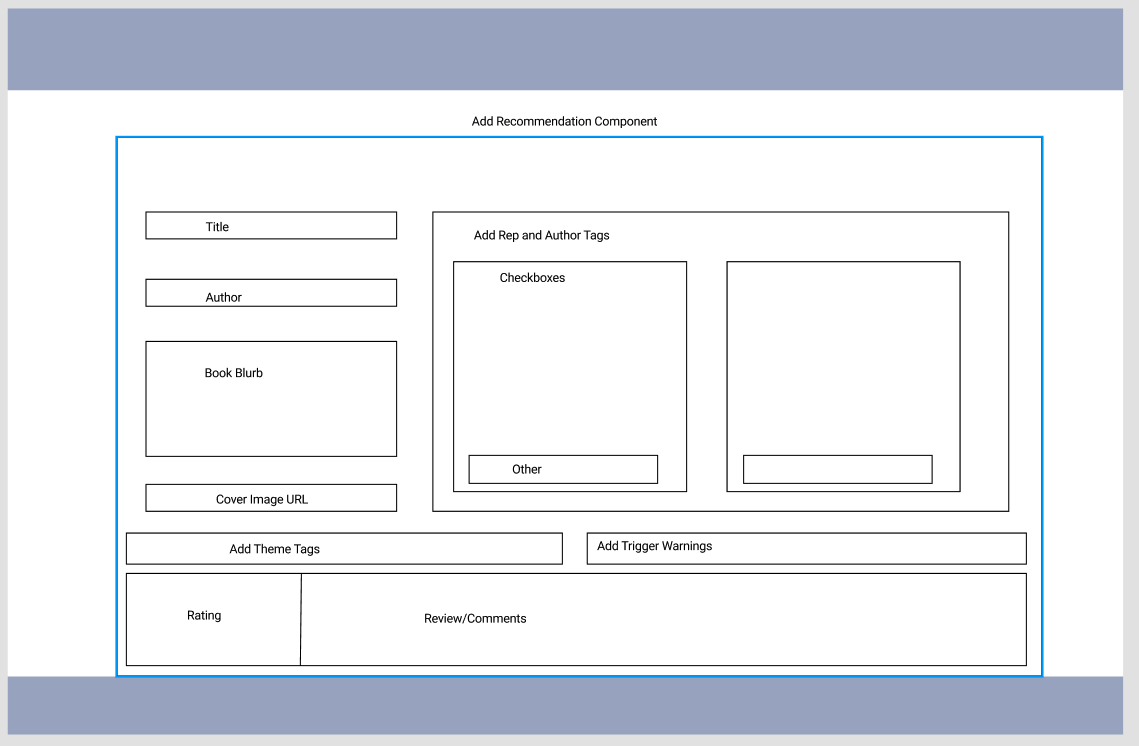 Add Recommendation Component
Title
Author
Book Blurb
Cover Image URL
Add Rep and Author Tags
Checkboxes
Other
Add Theme Tags
Add Trigger Warnings
Rating
Review/Comments